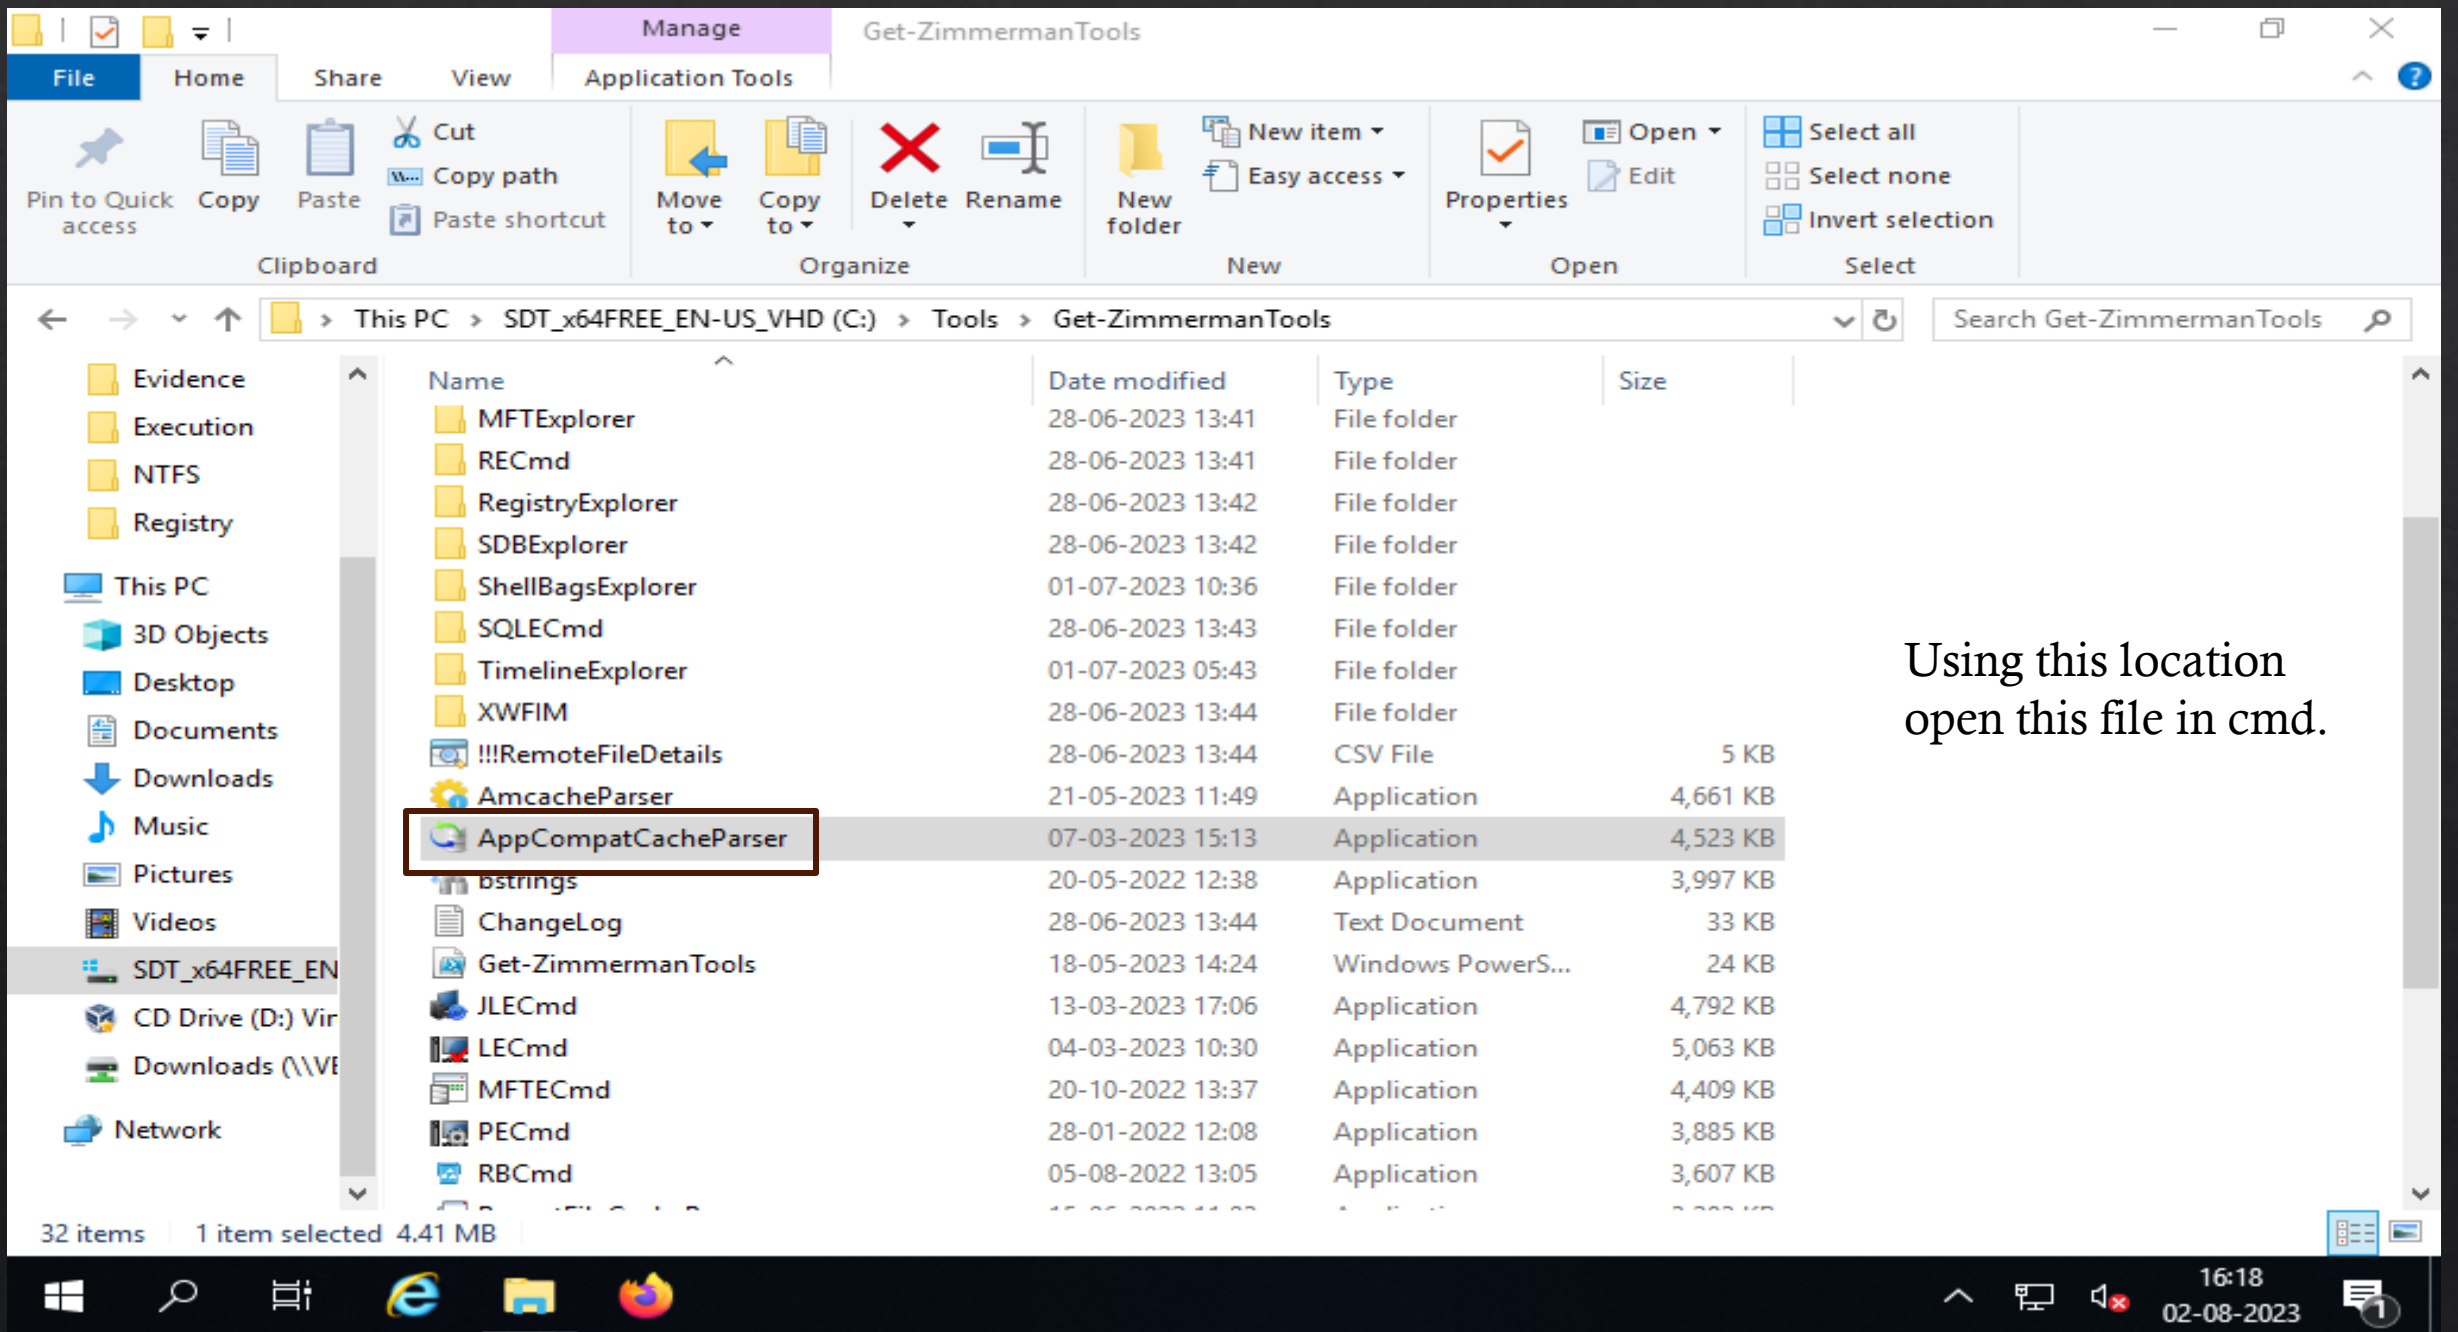 Manage
Get-ZimmermanTools
File
Home
Share
View
Application Tools
Pin to Quick access
Copy
Paste
Cut
Copy path
Paste shortcut
Move to
Copy to
Delete
Rename
New folder
New item
Easy access
Properties
Open
Edit
Select all
Select none
Invert selection
Clipboard
Organize
New
Open
Select
This PC > SDT_x64FREE_EN-US_VHD (C:) > Tools > Get-ZimmermanTools
Search Get-ZimmermanTools
Evidence
Execution
NTFS
Registry
This PC
3D Objects
Desktop
Documents
Downloads
Music
Pictures
Videos
SDT_x64FREE_EN
CD Drive (D:) Vir
Downloads (\\VE
Network
Name Date modified Type Size
MFTExplorer 28-06-2023 13:41 File folder
RECmd 28-06-2023 13:41 File folder
RegistryExplorer 28-06-2023 13:42 File folder
SDBExplorer 28-06-2023 13:42 File folder
ShellBagsExplorer 01-07-2023 10:36 File folder
SQLECmd 28-06-2023 13:43 File folder
TimelineExplorer 01-07-2023 05:43 File folder
XWFIM 28-06-2023 13:44 File folder
!!!RemoteFileDetails 28-06-2023 13:44 CSV File 5 KB
AmcacheParser 21-05-2023 11:49 Application 4,661 KB
AppCompatCacheParser 07-03-2023 15:13 Application 4,523 KB
bstrings 20-05-2022 12:38 Application 3,997 KB
ChangeLog 28-06-2023 13:44 Text Document 33 KB
Get-ZimmermanTools 18-05-2023 14:24 Windows PowerS... 24 KB
JLECmd 13-03-2023 17:06 Application 4,792 KB
LECmd 04-03-2023 10:30 Application 5,063 KB
MFTECmd 20-10-2022 13:37 Application 4,409 KB
PECmd 28-01-2022 12:08 Application 3,885 KB
RBCmd 05-08-2022 13:05 Application 3,607 KB
Using this location
open this file in cmd.
32 items 1 item selected 4.41 MB
16:18
02-08-2023
1